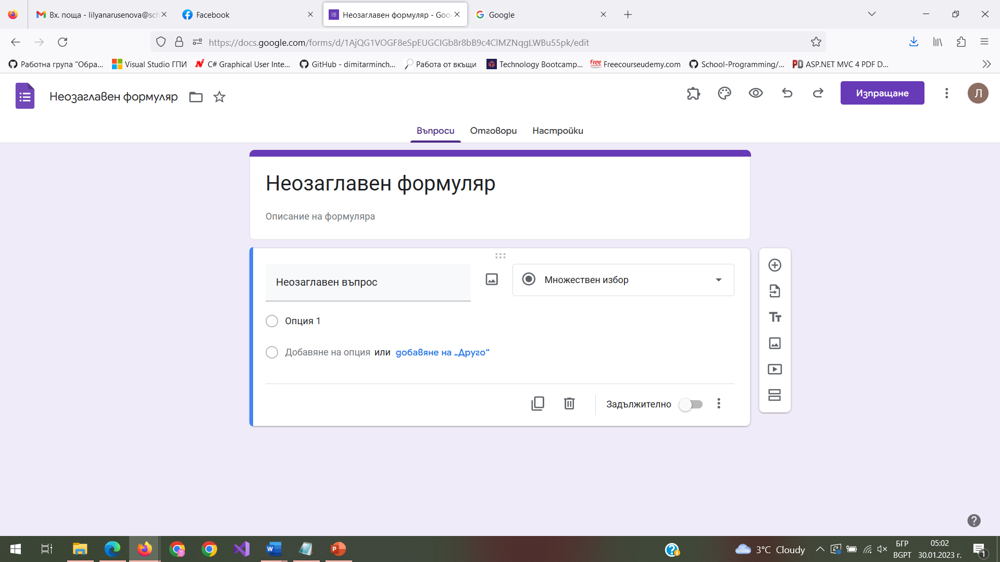 Вх. поща - lilyanarusenova@sch
Facebook
Неозаглавен формуляр - Goo
Google
https://docs.google.com/forms/d/1AjQG1VOGF8eSpEUGCIGb8r8bB9c4ClMZNqgLWBu55pk/edit
Работна група "Обра...
Visual Studio ГПИ
C# Graphical User Inte...
GitHub - dimitarminch...
Работа от вкъщи
Technology Bootcamp...
Freecourseudemy.com
School-Programming/...
ASP.NET MVC 4 PDF D...
Неозаглавен формуляр
Изпращане
Л
Въпроси
Отговори
Настройки
Неозаглавен формуляр
Описание на формуляра
Неозаглавен въпрос
Множествен избор
Опция 1
Добавяне на опция или добавяне на „Друго“
Задължително
3°C Cloudy
БГР
BGPT
05:02
30.01.2023 г.
1